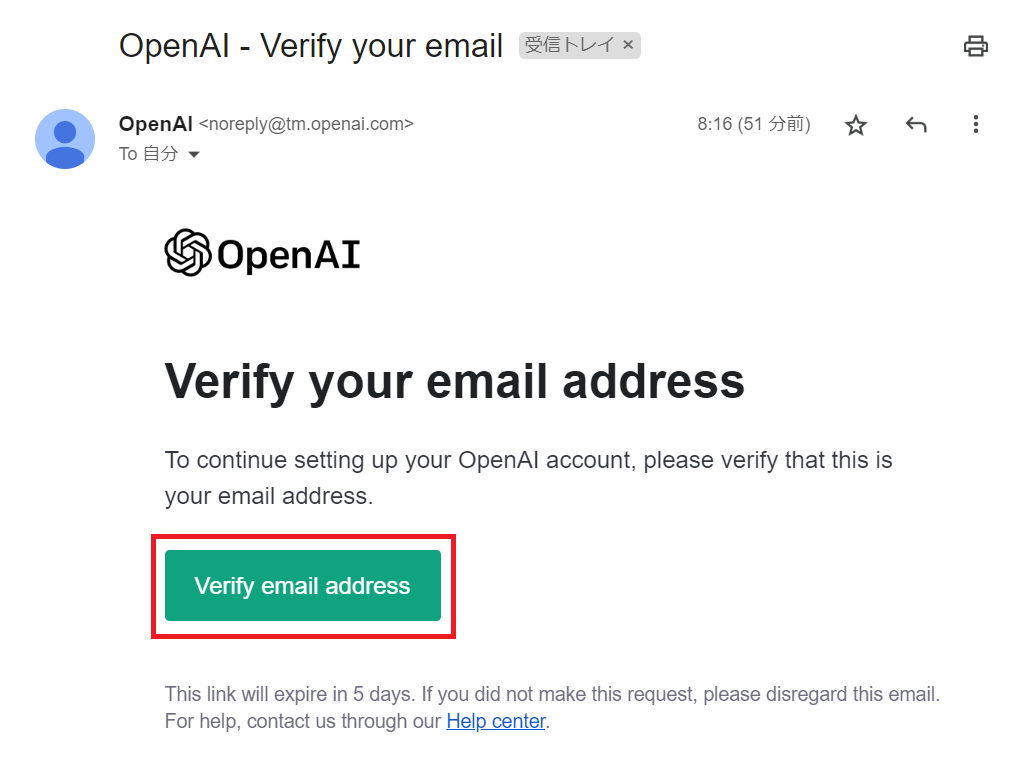 OpenAI - Verify your email 受信トレイ ×
OpenAI <noreply@tm.openai.com> 8:16 (51 分前)
To 自分
OpenAI
Verify your email address
To continue setting up your OpenAI account, please verify that this is
your email address.
Verify email address
This link will expire in 5 days. If you did not make this request, please disregard this email.
For help, contact us through our Help center.